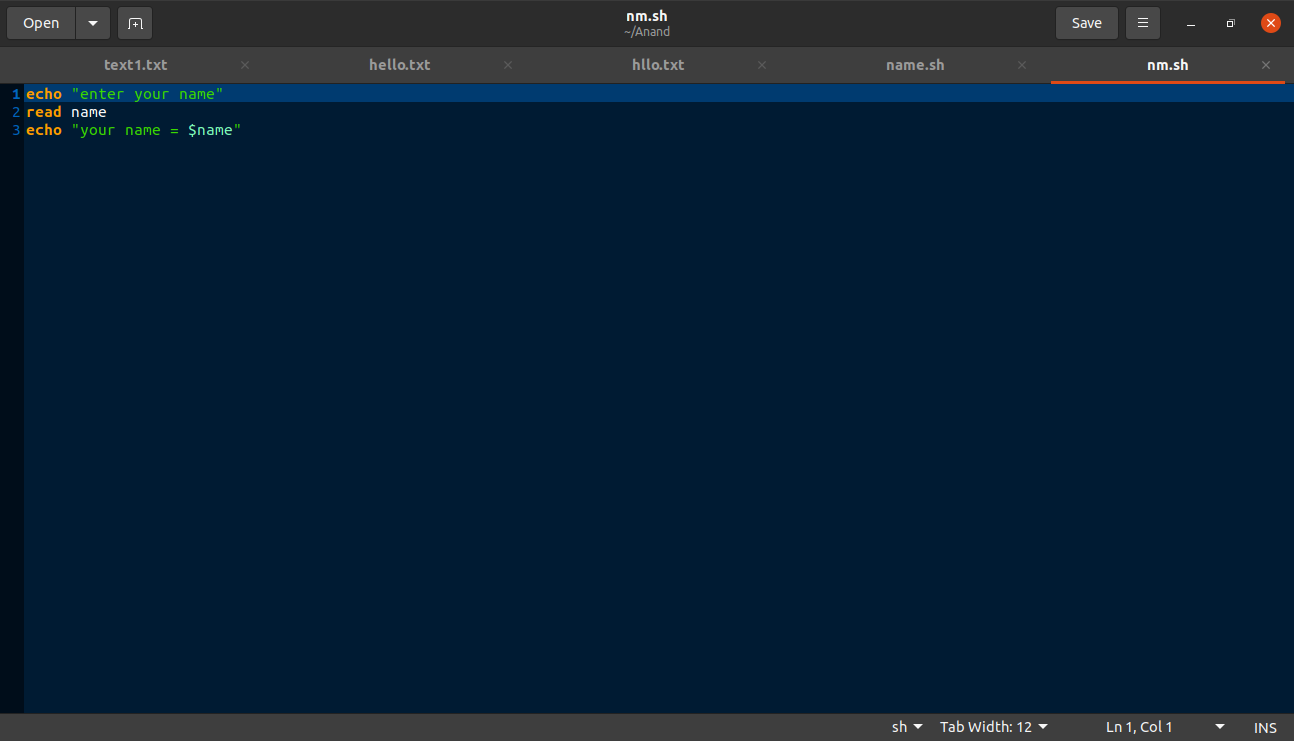 Open
nm.sh
~/Anand
Save
text1.txt
hello.txt
hllo.txt
name.sh
nm.sh
1 echo "enter your name"
2 read name
3 echo "your name = $name"
sh Tab Width: 12 Ln 1, Col 1 INS